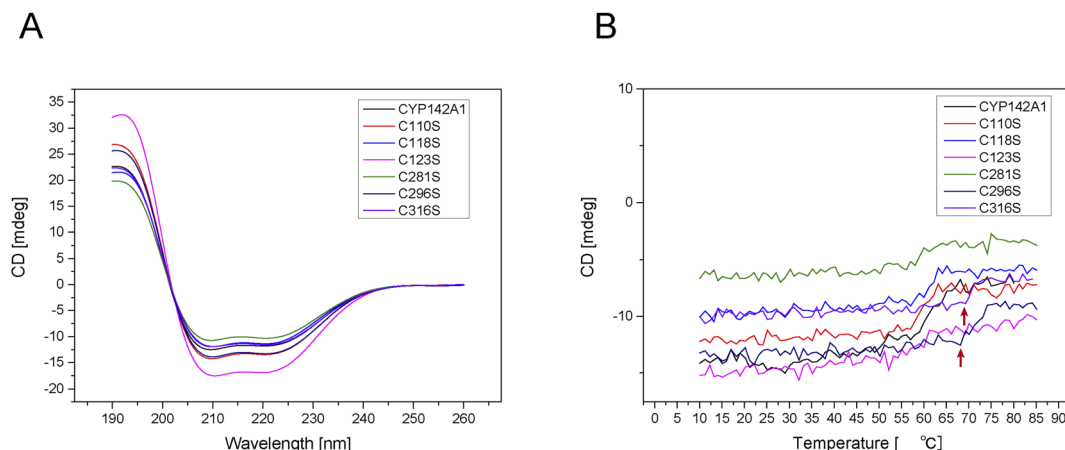 A
B
CD [mdeg]
35
30
25
20
15
10
5
0
-5
-10
-15
-20
190
200
210
220
230
240
250
260
Wavelength [nm]
CYP142A1
C110S
C118S
C123S
C281S
C296S
C316S
CD [mdeg]
10
0
-10
0 5 10 15 20 25 30 35 40 45 50 55 60 65 70 75 80 85 90
Temperature [ °C]
CYP142A1
C110S
C118S
C123S
C281S
C296S
C316S